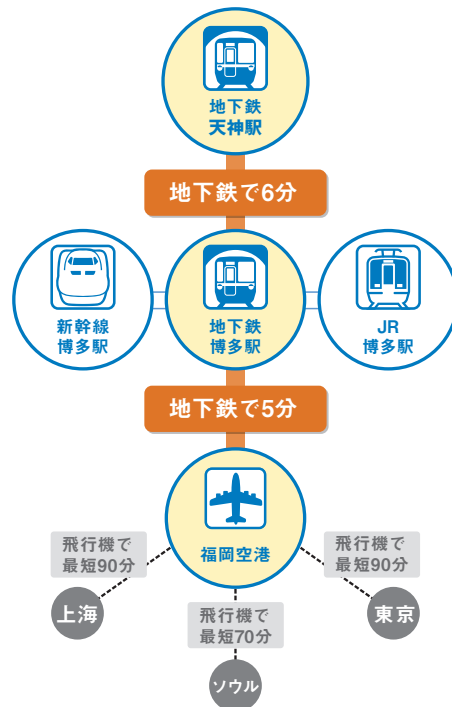 地下鉄
天神駅
地下鉄で6分
新幹線
博多駅
地下鉄
博多駅
JR
博多駅
地下鉄で5分
福岡空港
飛行機で
最短90分
上海
飛行機で
最短70分
ソウル
飛行機で
最短90分
東京